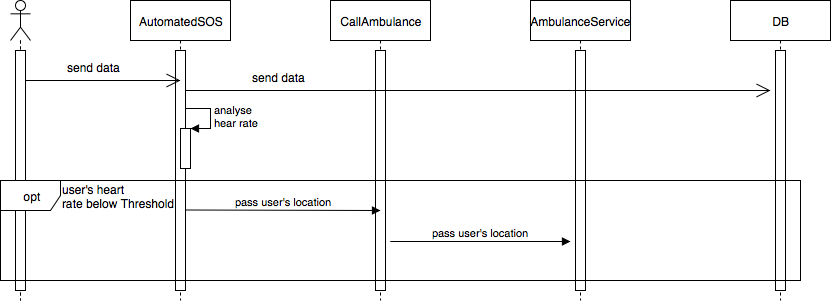 AutomatedSOS
CallAmbulance
AmbulanceService
DB
send data
send data
analyse
hear rate
opt
user's heart
rate below Threshold
pass user's location
pass user's location